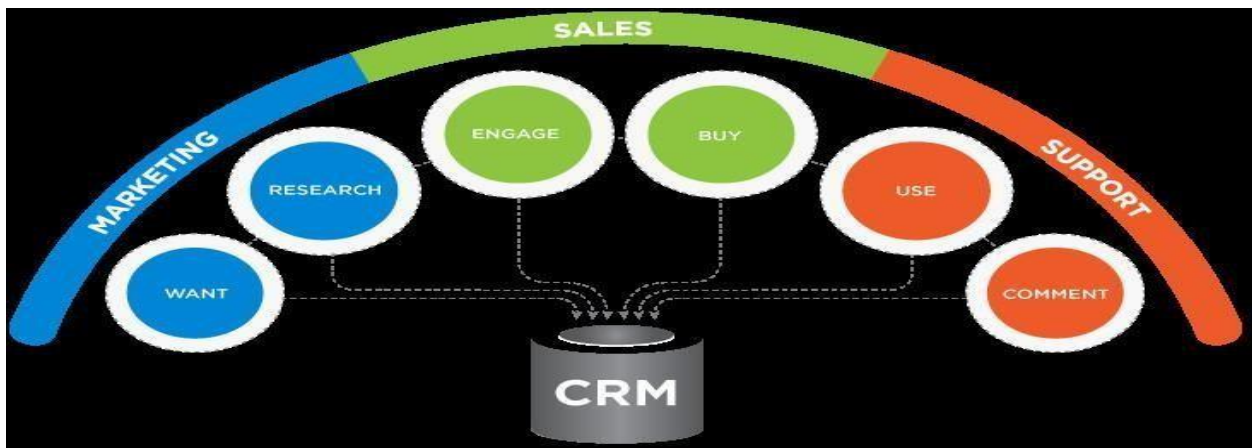 SALES
MARKETING
SUPPORT
WANT
RESEARCH
ENGAGE
BUY
USE
COMMENT
CRM